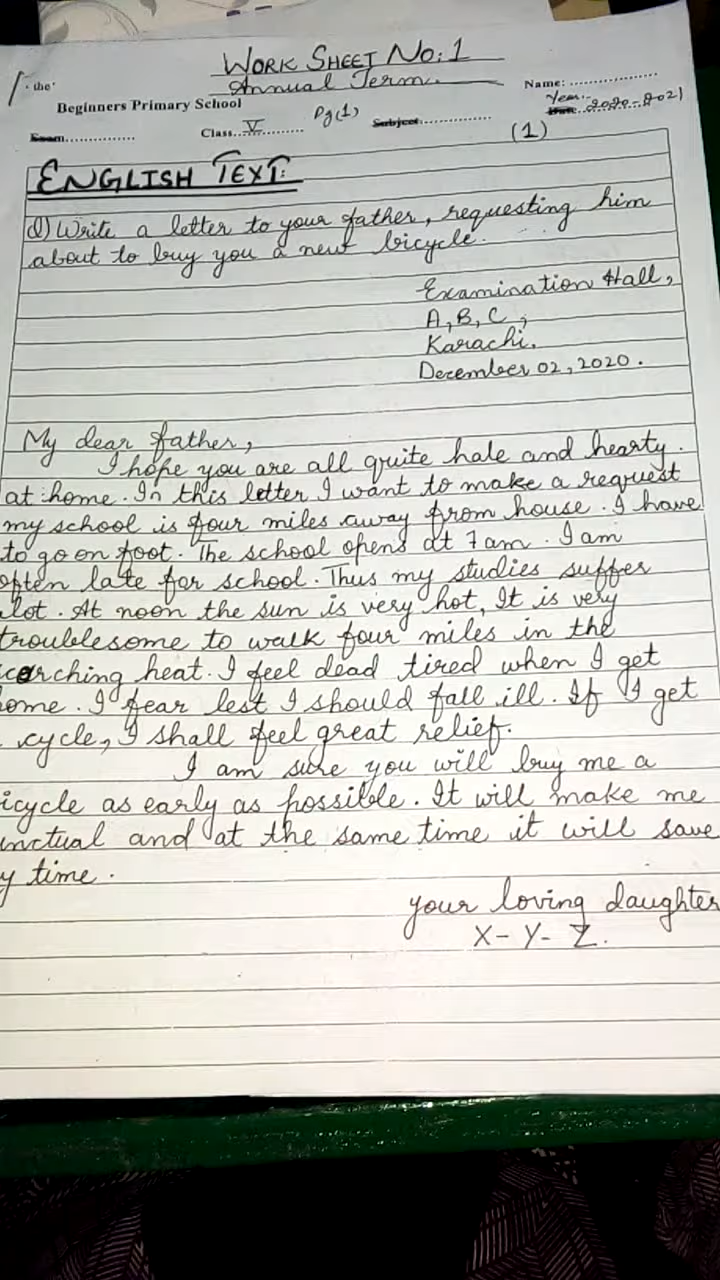 WORK SHEET NO: 1
Annual Term.
the
Name: ..................
Beginners Primary School
Year:. 2020-2021
Exam.............. Class...V.......... Pg(1) Subject..............
(1)
ENGLISH TEXT:
Q) Write a letter to your father, requesting him
about to buy you a new bicycle.
Examination Hall,
A, B, C,
Karachi.
December 02, 2020.
My dear father,
I hope you are all quite hale and hearty.
at home. In this letter I want to make a request
my school is four miles away from house. I have
to go on foot. The school opens at 7 am. I am
often late for school. Thus my studies suffer
lot. At noon the sun is very hot, It is very
troublesome to walk four miles in the
corching heat. I feel dead tired when I get
ome. I fear lest I should fall ill. If I get
cycle, I shall feel great relief.
I am sure you will buy me a
icycle as early as possible. It will make me
unctual and at the same time it will save
y time.
your loving daughter
X- Y- Z.